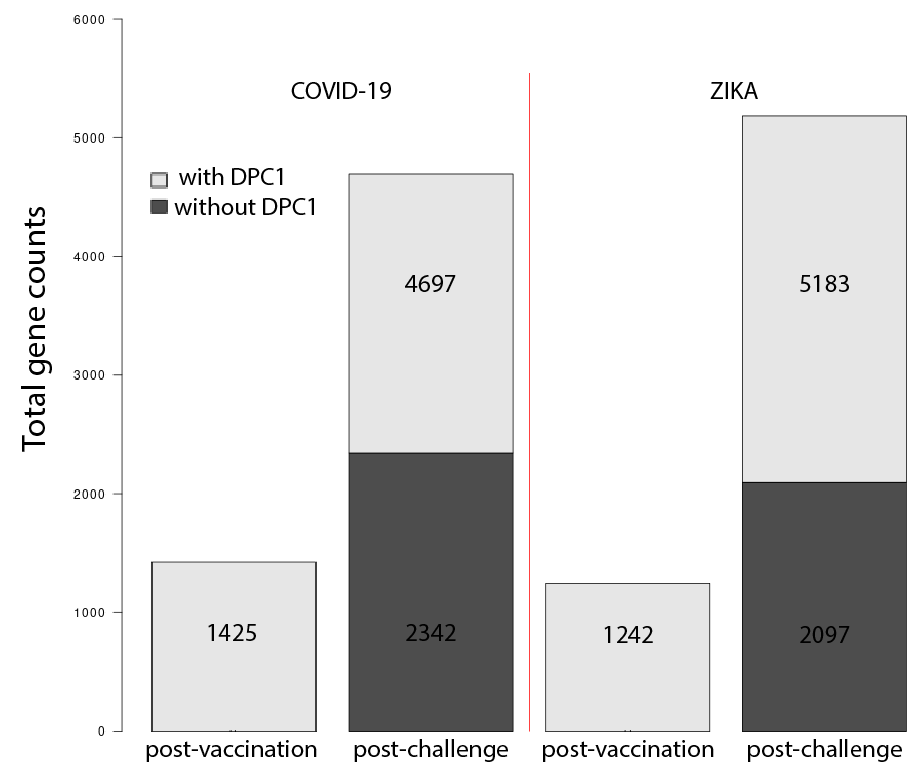 6000
COVID-19
ZIKA
5000
with DPC1
without DPC1
4000
4697
5183
3000
2000
1000
1425
2342
1242
2097
0
Total gene counts
post-vaccination
post-challenge
post-vaccination
post-challenge